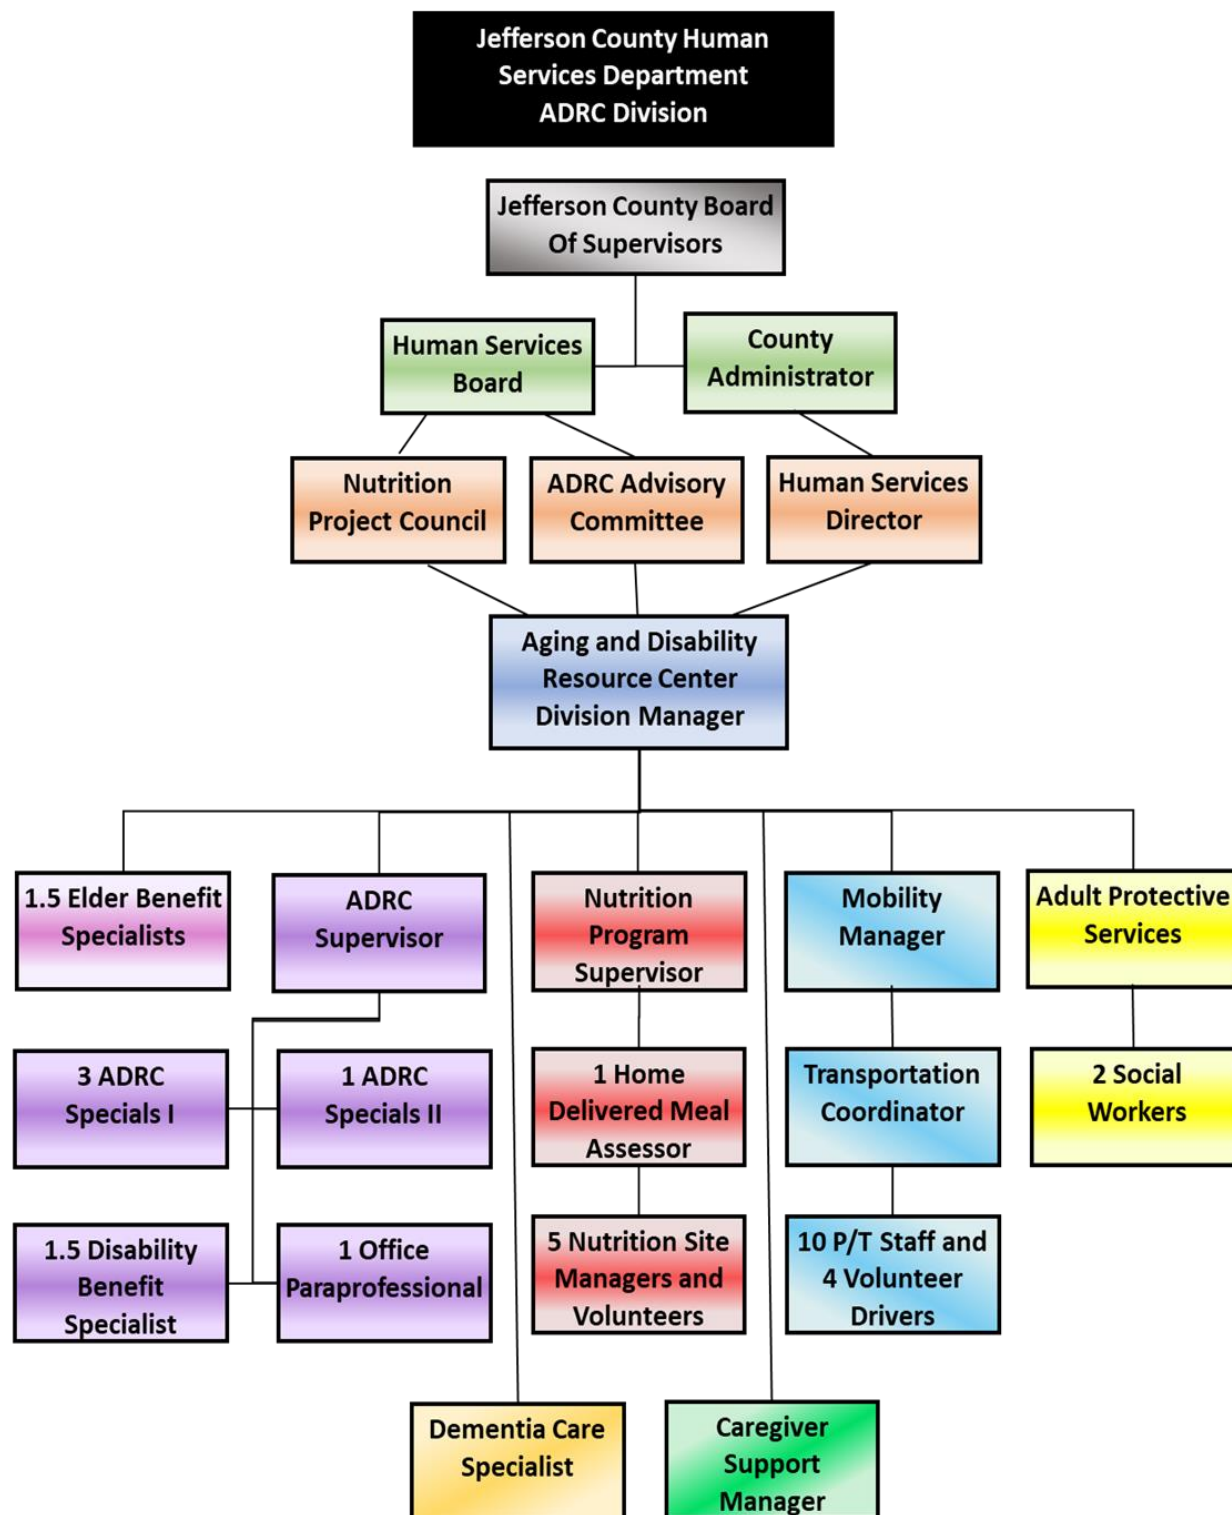 Jefferson County Human
Services Department
ADRC Division
Jefferson County Board
Of Supervisors
Human Services
Board
County
Administrator
Nutrition
Project Council
ADRC Advisory
Committee
Human Services
Director
Aging and Disability
Resource Center
Division Manager
1.5 Elder Benefit
Specialists
ADRC
Supervisor
Nutrition
Program
Supervisor
Mobility
Manager
Adult Protective
Services
3 ADRC
Specials I
1 ADRC
Specials II
1 Home
Delivered Meal
Assessor
Transportation
Coordinator
2 Social
Workers
1.5 Disability
Benefit
Specialist
1 Office
Paraprofessional
5 Nutrition Site
Managers and
Volunteers
10 P/T Staff and
4 Volunteer
Drivers
Dementia Care
Specialist
Caregiver
Support
Manager